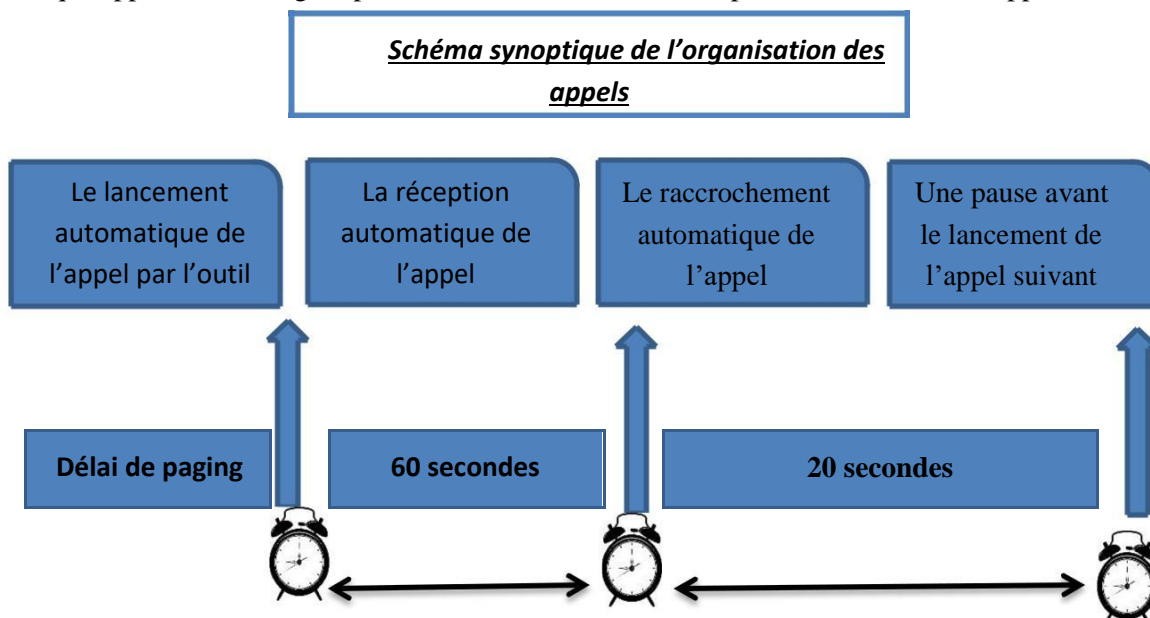 Schéma synoptique de l'organisation des
appels
Le lancement
automatique de
l'appel par l'outil
La réception
automatique de
l'appel
Le raccrochement
automatique de
l'appel
Une pause avant
le lancement de
l'appel suivant
Délai de paging
60 secondes
20 secondes